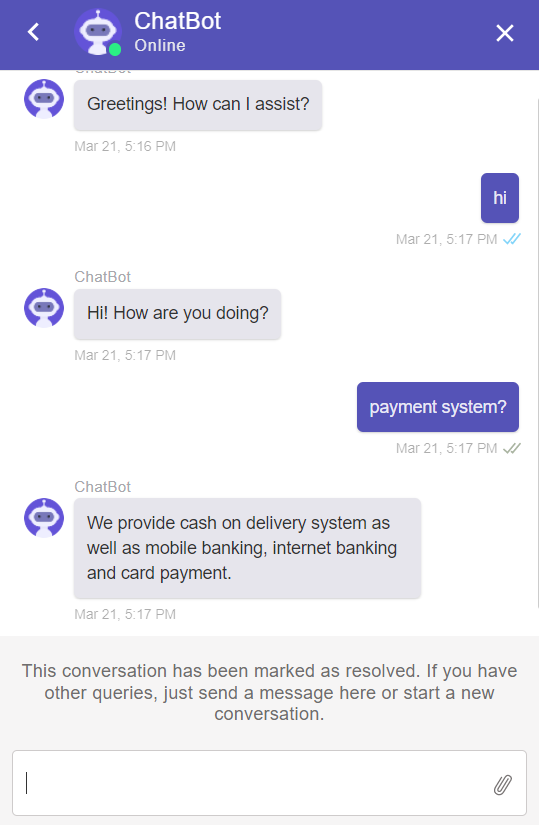 ChatBot
Online
ChatBot
Greetings! How can I assist?
Mar 21, 5:16 PM
hi
Mar 21, 5:17 PM
ChatBot
Hi! How are you doing?
Mar 21, 5:17 PM
payment system?
Mar 21, 5:17 PM
ChatBot
We provide cash on delivery system as
well as mobile banking, internet banking
and card payment.
Mar 21, 5:17 PM
This conversation has been marked as resolved. If you have
other queries, just send a message here or start a new
conversation.